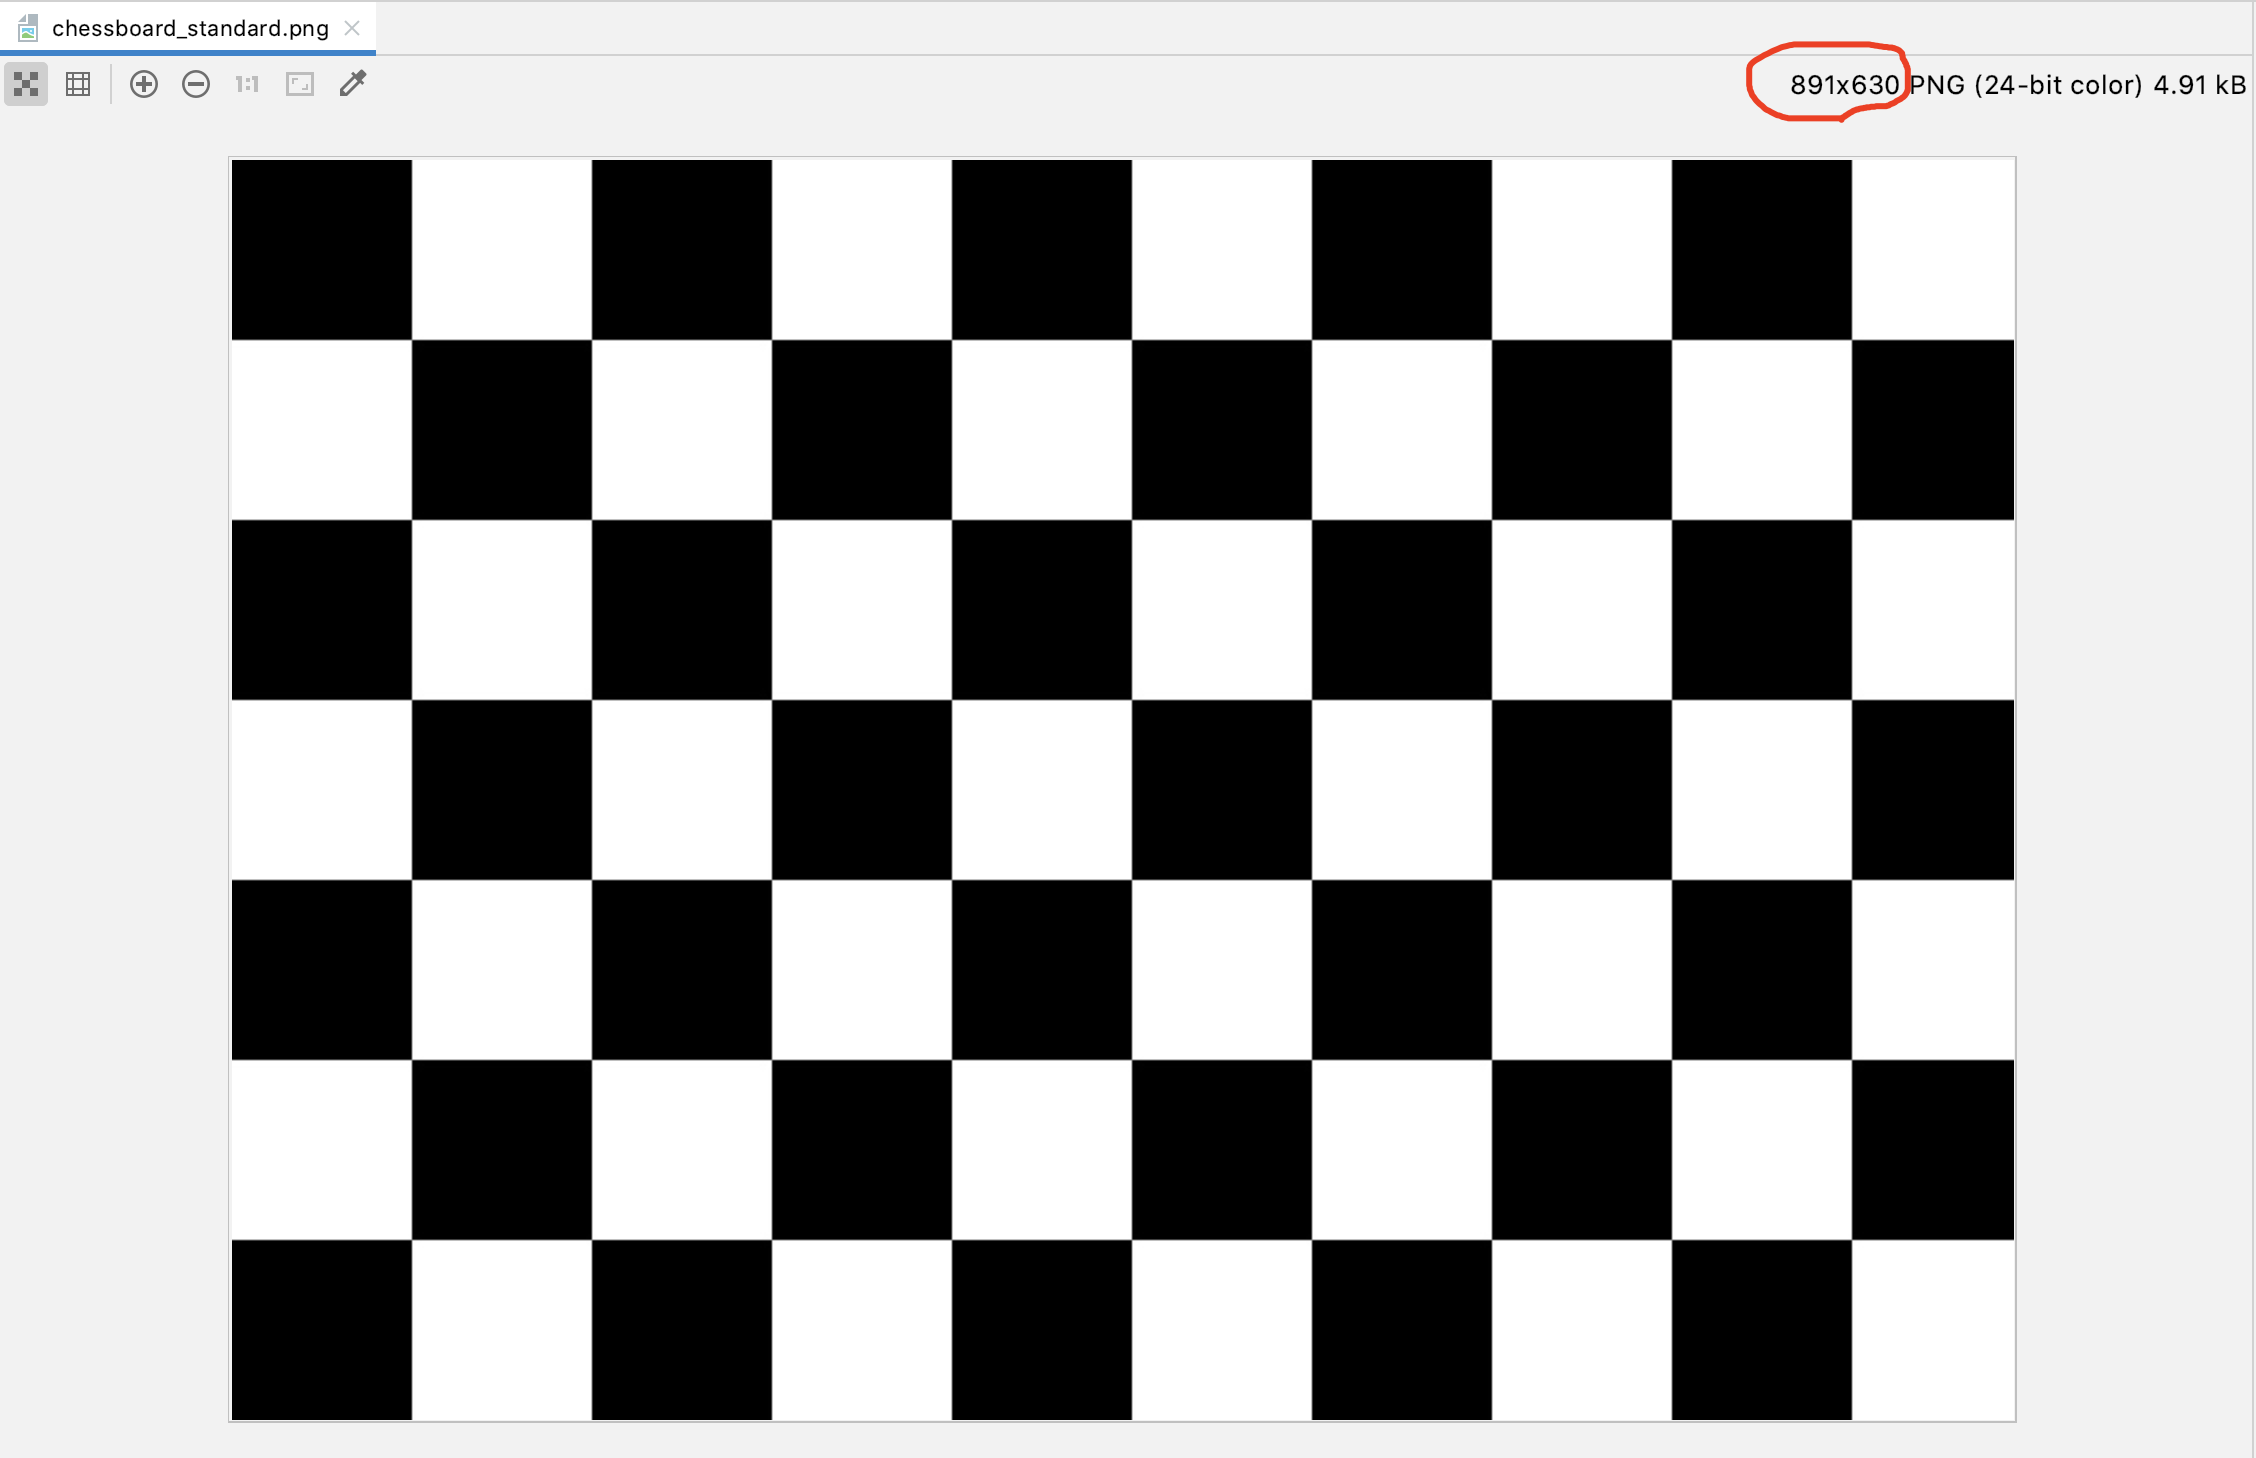 chessboard_standard.png
1:1
891x630 PNG (24-bit color) 4.91 kB